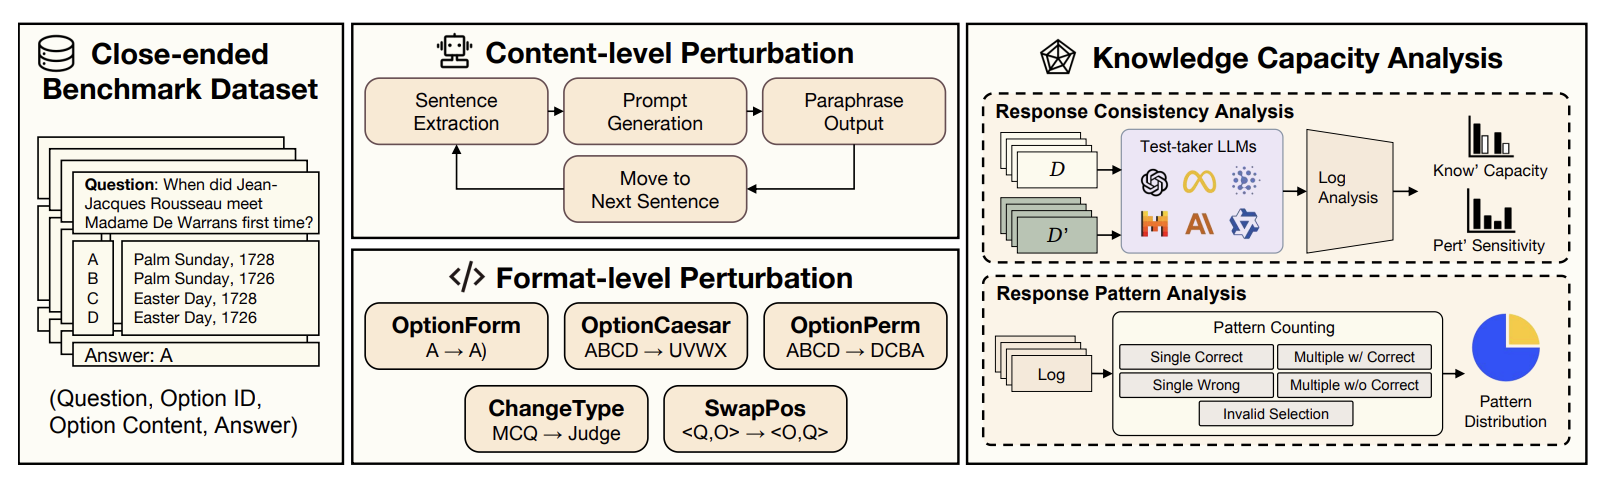 Close-ended
Benchmark Dataset
Question: When did Jean-
Jacques Rousseau meet
Madame De Warrans first time?
A Palm Sunday, 1728
B Palm Sunday, 1726
C Easter Day, 1728
D Easter Day, 1726
Answer: A
(Question, Option ID,
Option Content, Answer)
Content-level Perturbation
Sentence
Extraction
Prompt
Generation
Paraphrase
Output
Move to
Next Sentence
Format-level Perturbation
OptionForm
A → A)
OptionCaesar
ABCD → UVWX
OptionPerm
ABCD → DCBA
ChangeType
MCQ → Judge
SwapPos
<Q,O> → <O,Q>
Knowledge Capacity Analysis
Response Consistency Analysis
D
D’
Test-taker LLMs
Log
Analysis
Know’ Capacity
Pert’ Sensitivity
Response Pattern Analysis
Log
Pattern Counting
Single Correct
Multiple w/ Correct
Single Wrong
Multiple w/o Correct
Invalid Selection
Pattern
Distribution